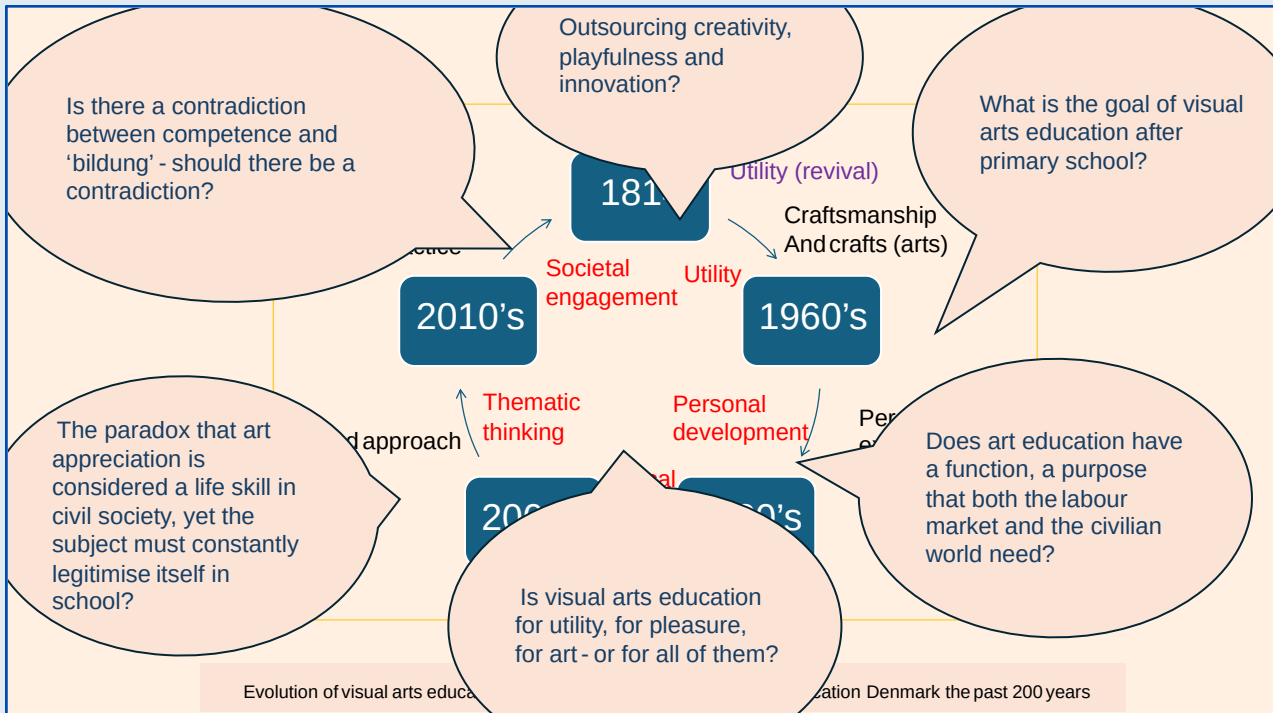 Outsourcing creativity,
playfulness and
innovation?
Is there a contradiction
between competence and
‘bildung’ - should there be a
contradiction?
What is the goal of visual
arts education after
primary school?
Utility (revival)
Craftsmanship
And crafts (arts)
Societal
engagement
Utility
2010’s
1960’s
Thematic
thinking
Personal
development
approach
The paradox that art
appreciation is
considered a life skill in
civil society, yet the
subject must constantly
legitimise itself in
school?
Does art education have
a function, a purpose
that both the labour
market and the civilian
world need?
Is visual arts education
for utility, for pleasure,
for art - or for all of them?
Evolution of visual arts
Denmark the past 200 years